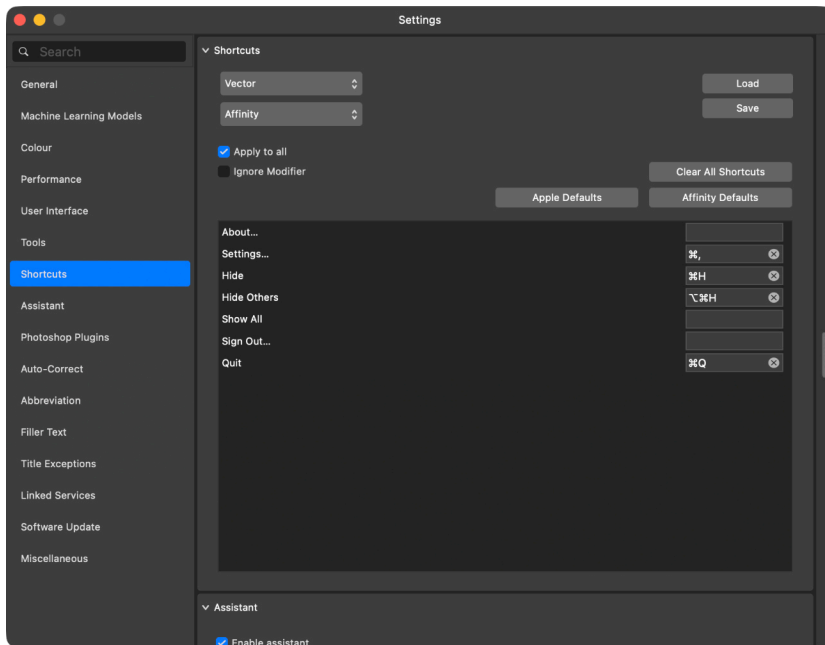 Settings
Search
General
Machine Learning Models
Colour
Performance
User Interface
Tools
Shortcuts
Assistant
Photoshop Plugins
Auto-Correct
Abbreviation
Filler Text
Title Exceptions
Linked Services
Software Update
Miscellaneous
Shortcuts
Vector
Load
Affinity
Save
Apply to all
Ignore Modifier
Clear All Shortcuts
Apple Defaults Affinity Defaults
About...
Settings... ⌘,
Hide ⌘H
Hide Others ⌥⌘H
Show All
Sign Out...
Quit ⌘Q
Assistant
Enable assistant